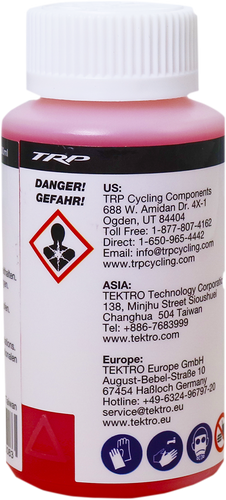 TRP
DANGER!
GEFAHR!
US:
TRP Cycling Components
688 W. Amidan Dr. 4X-1
Ogden, UT 84404
Toll Free: 1-877-807-4162
Direct: 1-650-965-4442
Email: info@trpcycling.com
www.trpcycling.com
ASIA:
TEKTRO Technology Corporation
138, Minjhu Street Sioushuei
Changhua 504 Taiwan
Tel: +886-7683999
www.tektro.com
Europe:
TEKTRO Europe GmbH
August-Bebel-Straße 10
67454 Haßloch Germany
Hotline: +49-6324-96797-20
service@tektro.eu
www.tektro.eu